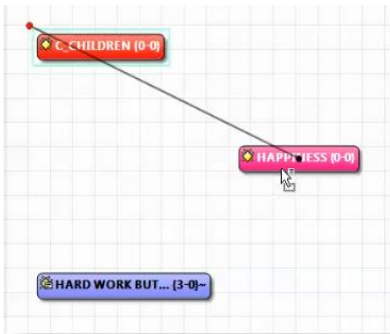 C_CHILDREN {0-0}
HAPPINESS {0-0}
HARD WORK BUT... {3-0}~